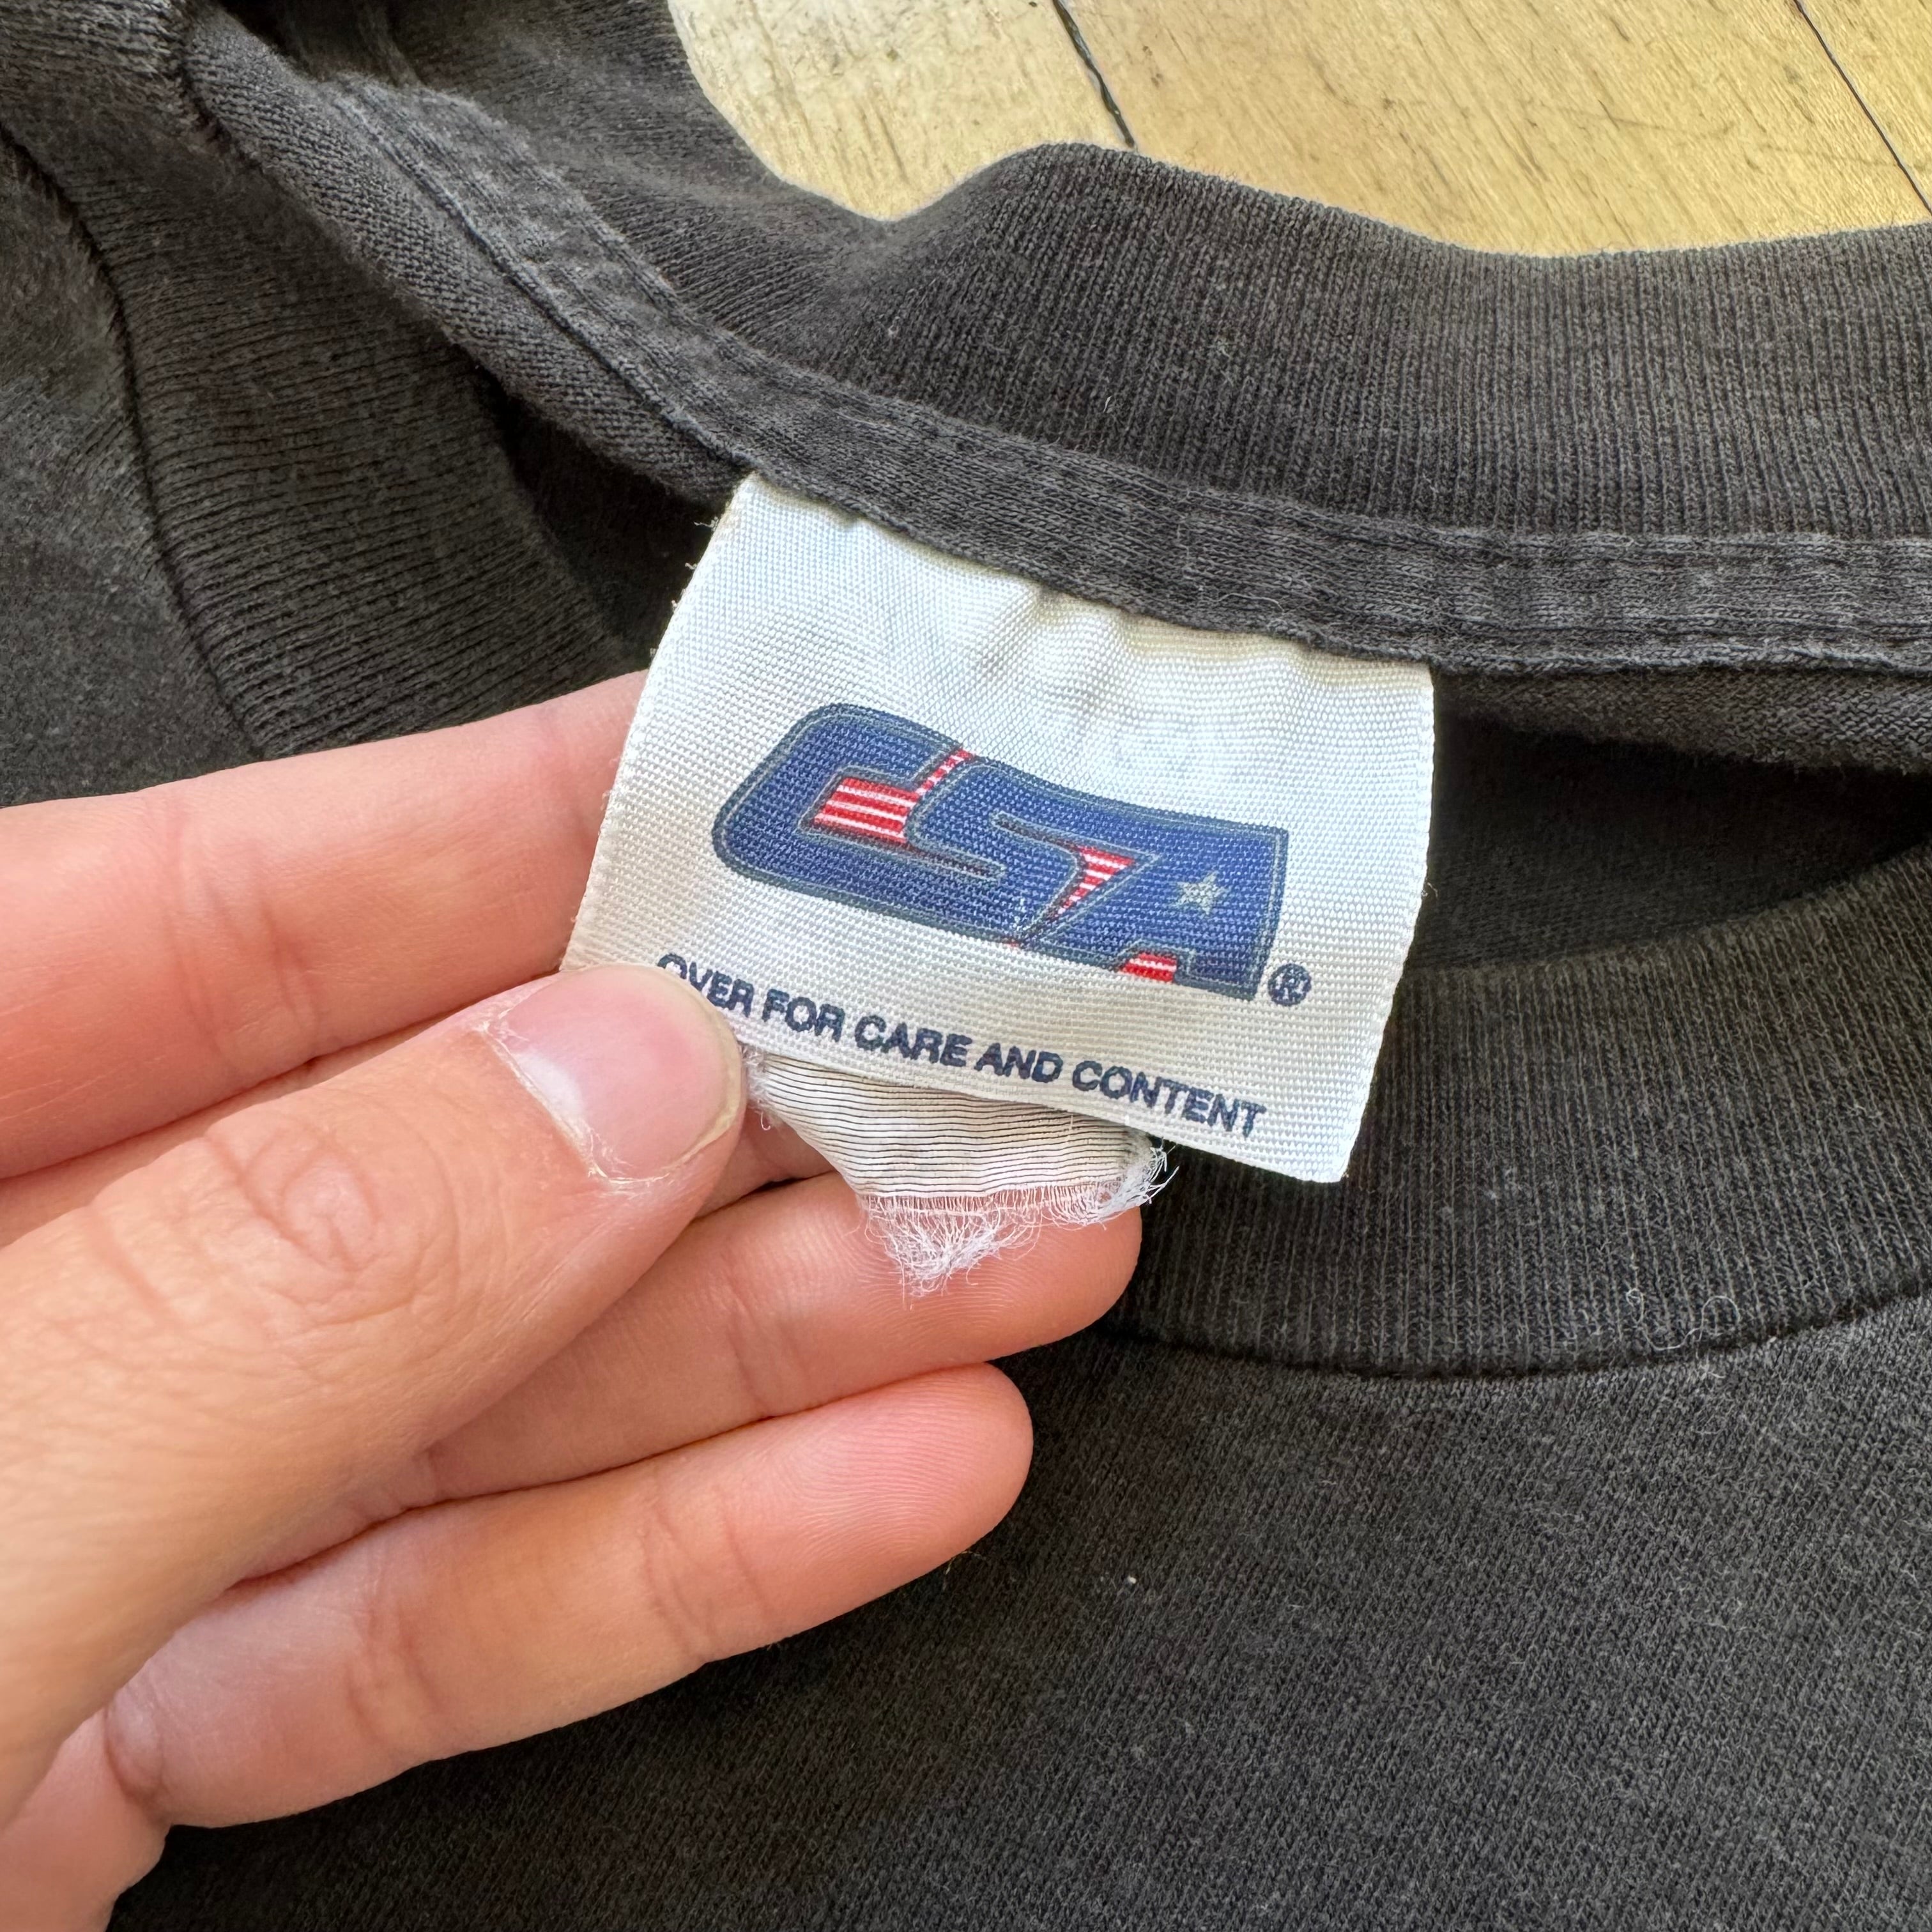 CSA®
OVER FOR CARE AND CONTENT